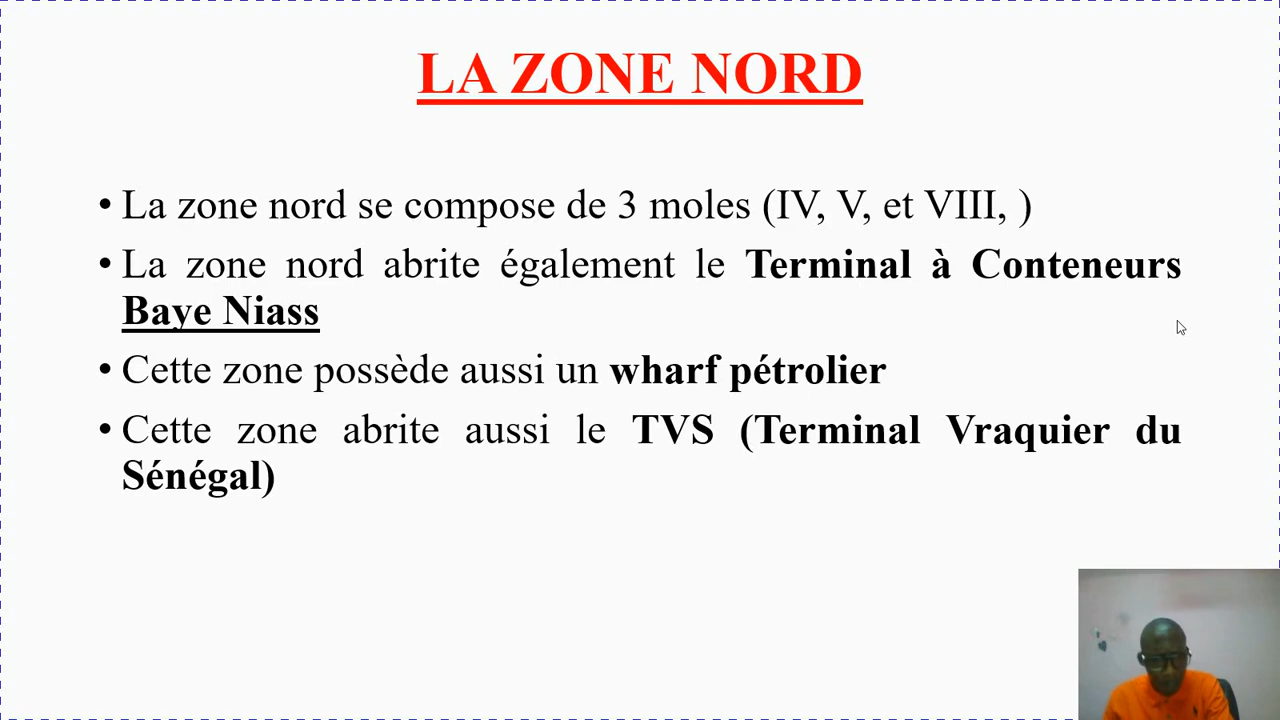 LA ZONE NORD
• La zone nord se compose de 3 moles (IV, V, et VIII, )
• La zone nord abrite également le Terminal à Conteneurs
Baye Niass
• Cette zone possède aussi un wharf pétrolier
• Cette zone abrite aussi le TVS (Terminal Vraquier du
Sénégal)